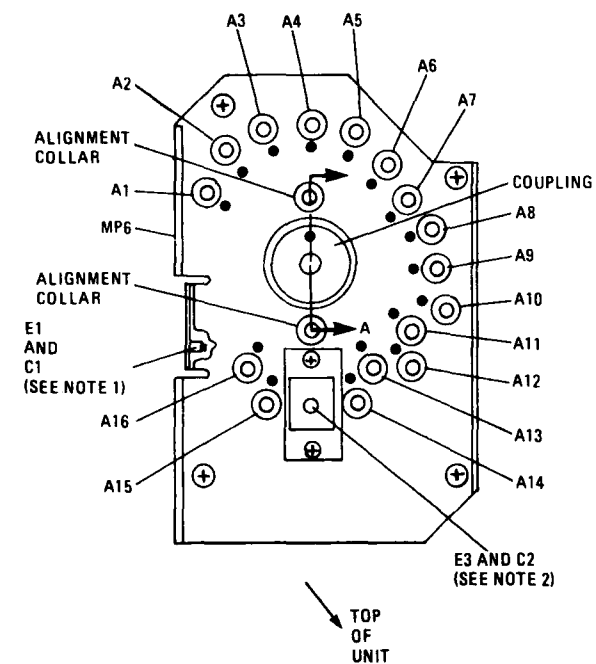 A3
A4
A5
A2
A6
A7
ALIGNMENT
COLLAR
COUPLING
A1
A8
MP6
A9
ALIGNMENT
COLLAR
A10
A
E1
AND
C1
(SEE NOTE 1)
A11
A12
A16
A13
A15
A14
E3 AND C2
(SEE NOTE 2)
TOP
OF
UNIT